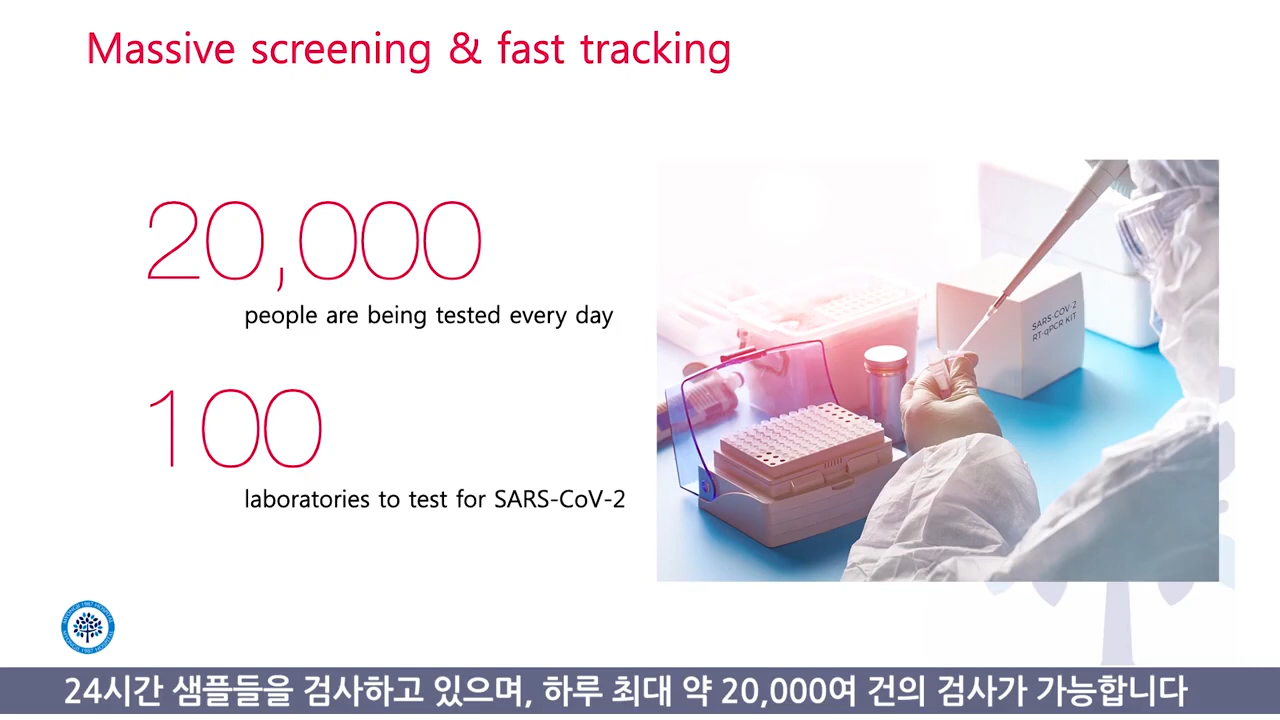 Massive screening & fast tracking
20,000
people are being tested every day
100
laboratories to test for SARS-CoV-2
SARS-COV-2
RT-qPCR KIT
24시간 샘플들을 검사하고 있으며, 하루 최대 약 20,000여 건의 검사가 가능합니다